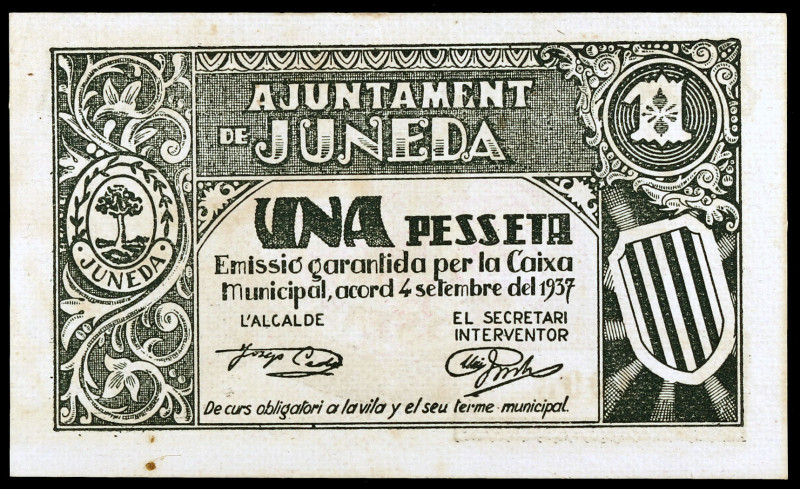 AJUNTAMENT
DE JUNEDA
1
JUNEDA
UNA PESSETA
Emissió garantida per la Caixa
Municipal, acord 4 setembre del 1937
L'ALCALDE
EL SECRETARI
INTERVENTOR
De curs obligatori a la vila y el seu terme municipal.